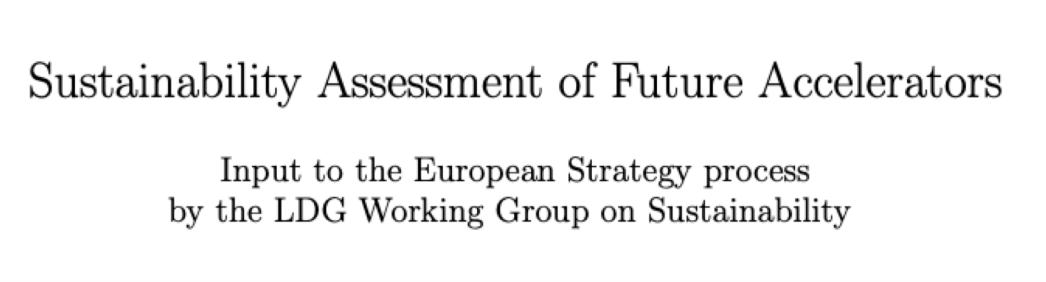 Sustainability Assessment of Future Accelerators
Input to the European Strategy process
by the LDG Working Group on Sustainability